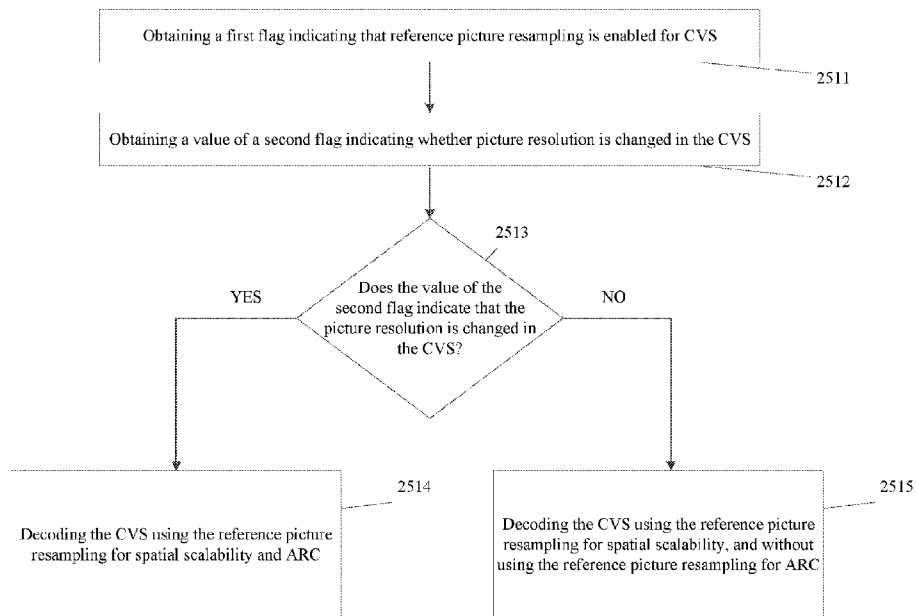 Obtaining a first flag indicating that reference picture resampling is enabled for CVS
2511
Obtaining a value of a second flag indicating whether picture resolution is changed in the CVS
2512
2513
Does the value of the
second flag indicate that the
picture resolution is changed in
the CVS?
YES
NO
2514
Decoding the CVS using the reference picture
resampling for spatial scalability and ARC
2515
Decoding the CVS using the reference picture
resampling for spatial scalability, and without
using the reference picture resampling for ARC